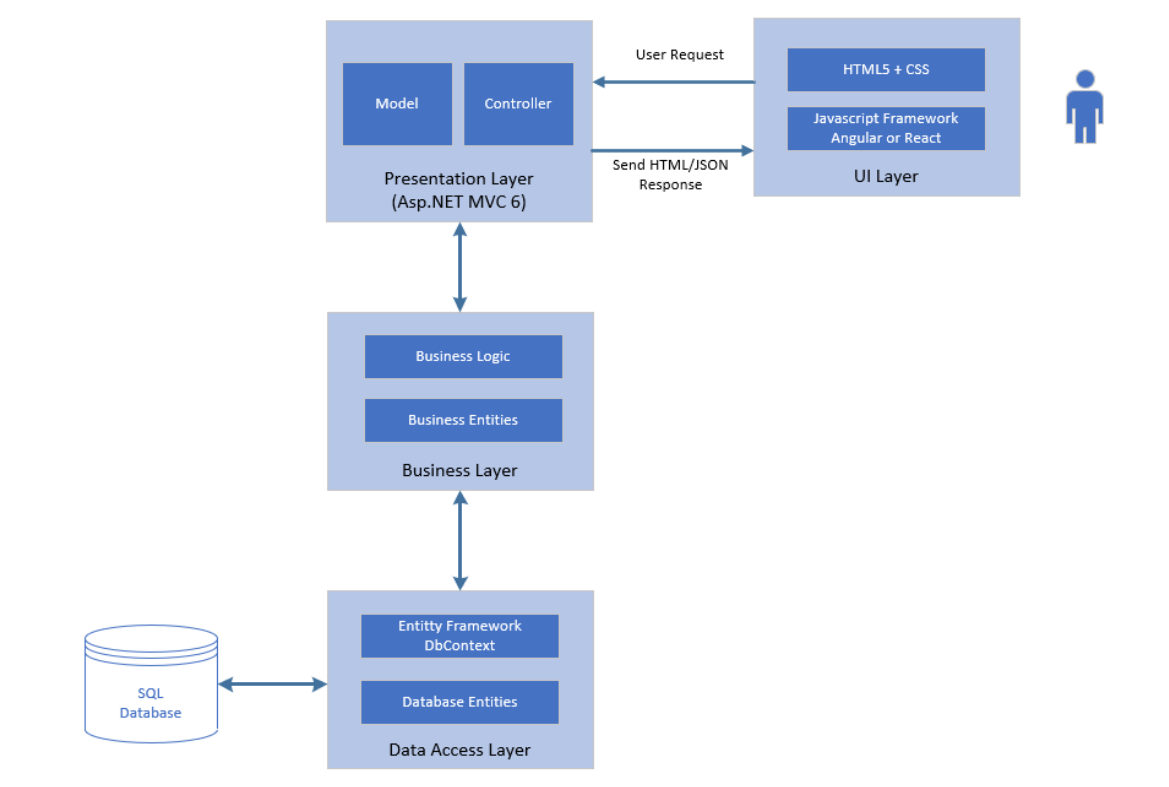 User Request
HTML5 + CSS
Model
Controller
Javascript Framework
Angular or React
Send HTML/JSON
Response
Presentation Layer
(Asp.NET MVC 6)
UI Layer
Business Logic
Business Entities
Business Layer
Entitty Framework
DbContext
SQL
Database
Database Entities
Data Access Layer